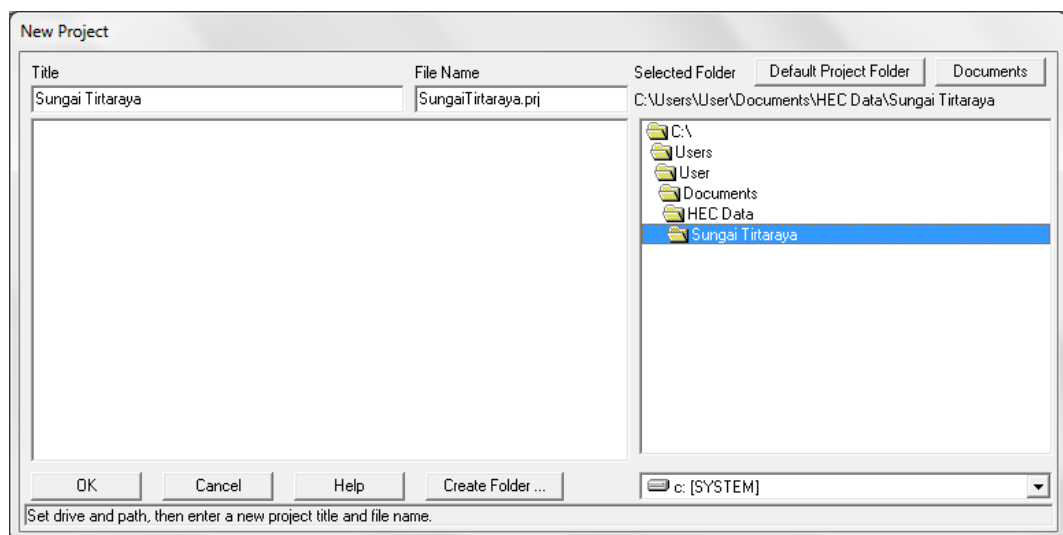 New Project
Title
File Name
Selected Folder
Default Project Folder
Documents
Sungai Tirtaraya
SungaiTirtaraya.prj
C:\Users\User\Documents\HEC Data\Sungai Tirtaraya
C:\
Users
User
Documents
HEC Data
Sungai Tirtaraya
OK
Cancel
Help
Create Folder ...
c: [SYSTEM]
Set drive and path, then enter a new project title and file name.